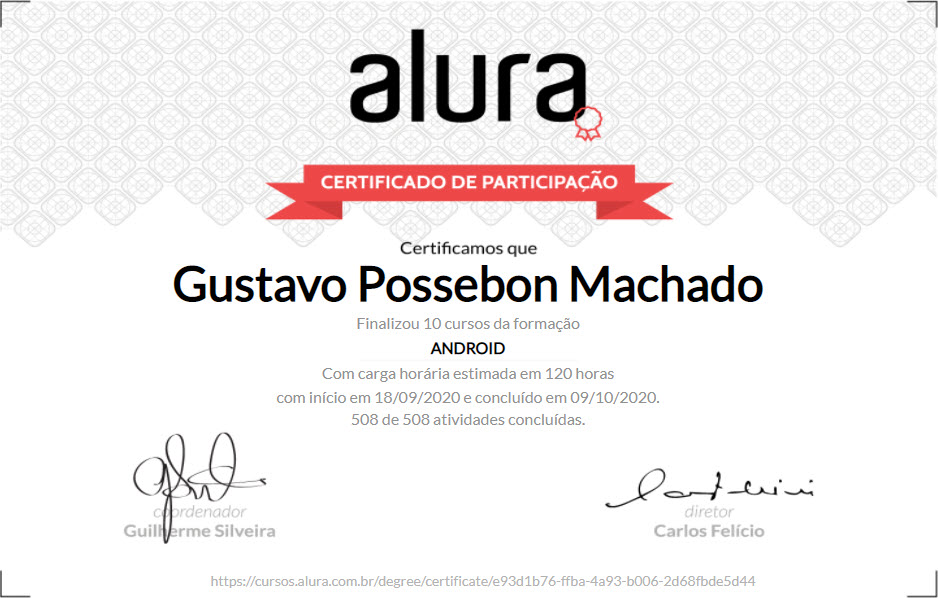 alura
CERTIFICADO DE PARTICIPAÇÃO
Certificamos que
Gustavo Possebon Machado
Finalizou 10 cursos da formação
ANDROID
Com carga horária estimada em 120 horas
com início em 18/09/2020 e concluído em 09/10/2020.
508 de 508 atividades concluídas.
coordenador
Guilherme Silveira
diretor
Carlos Felício
https://cursos.alura.com.br/degree/certificate/e93d1b76-ffba-4a93-b006-2d68fbde5d44